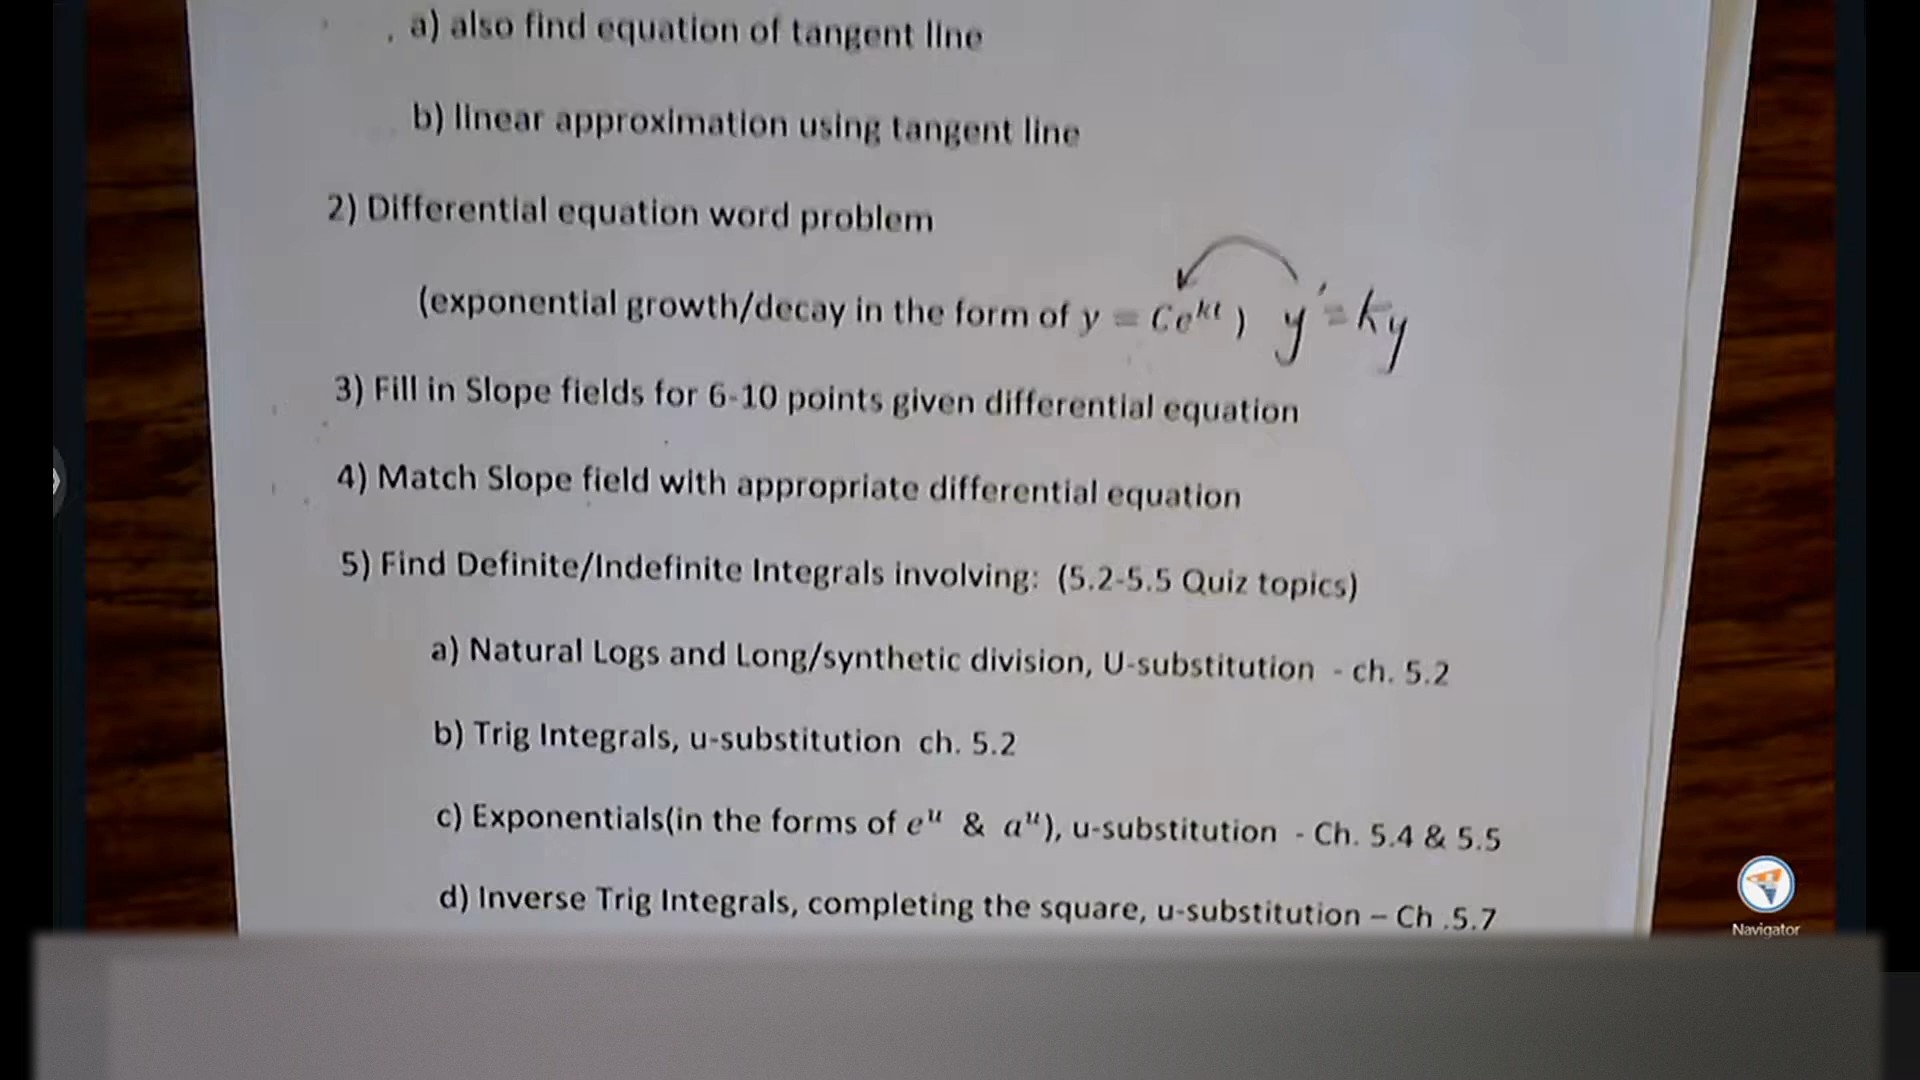 a) also find equation of tangent line
b) linear approximation using tangent line
2) Differential equation word problem
(exponential growth/decay in the form of y = Ce^{kt} ) y' = ky
3) Fill in Slope fields for 6-10 points given differential equation
4) Match Slope field with appropriate differential equation
5) Find Definite/Indefinite Integrals involving: (5.2-5.5 Quiz topics)
a) Natural Logs and Long/synthetic division, U-substitution - ch. 5.2
b) Trig Integrals, u-substitution ch. 5.2
c) Exponentials(in the forms of e^u & a^u), u-substitution - Ch. 5.4 & 5.5
d) Inverse Trig Integrals, completing the square, u-substitution – Ch .5.7
Navigator